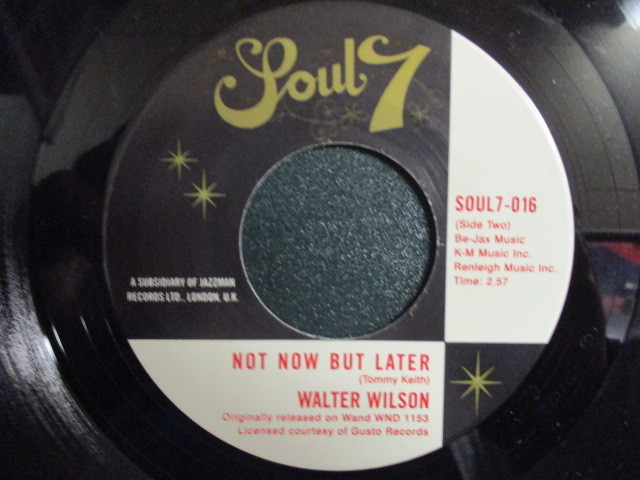 Soul7
SOUL7-016
(Side Two)
Be-Jax Music
K-M Music Inc.
Renleigh Music Inc.
Time: 2.57
A SUBSIDIARY OF JAZZMAN
RECORDS LTD., LONDON, U.K.
NOT NOW BUT LATER
(Tommy Keith)
WALTER WILSON
Originally released on Wand WND 1153
Licensed courtesy of Gusto Records